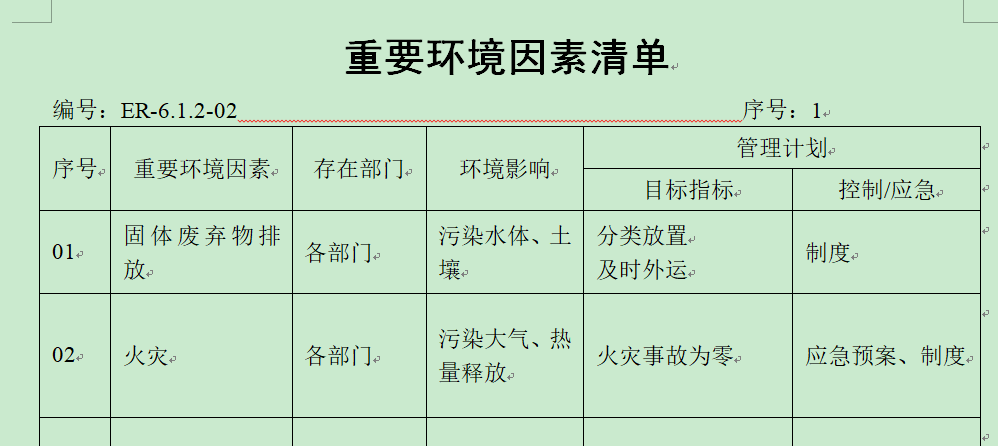 重要环境因素清单
编号：ER-6.1.2-02 序号：1
序号 重要环境因素 存在部门 环境影响 管理计划
目标指标 控制/应急
01 固体废弃物排放 各部门 污染水体、土壤 分类放置 及时外运 制度
02 火灾 各部门 污染大气、热量释放 火灾事故为零 应急预案、制度